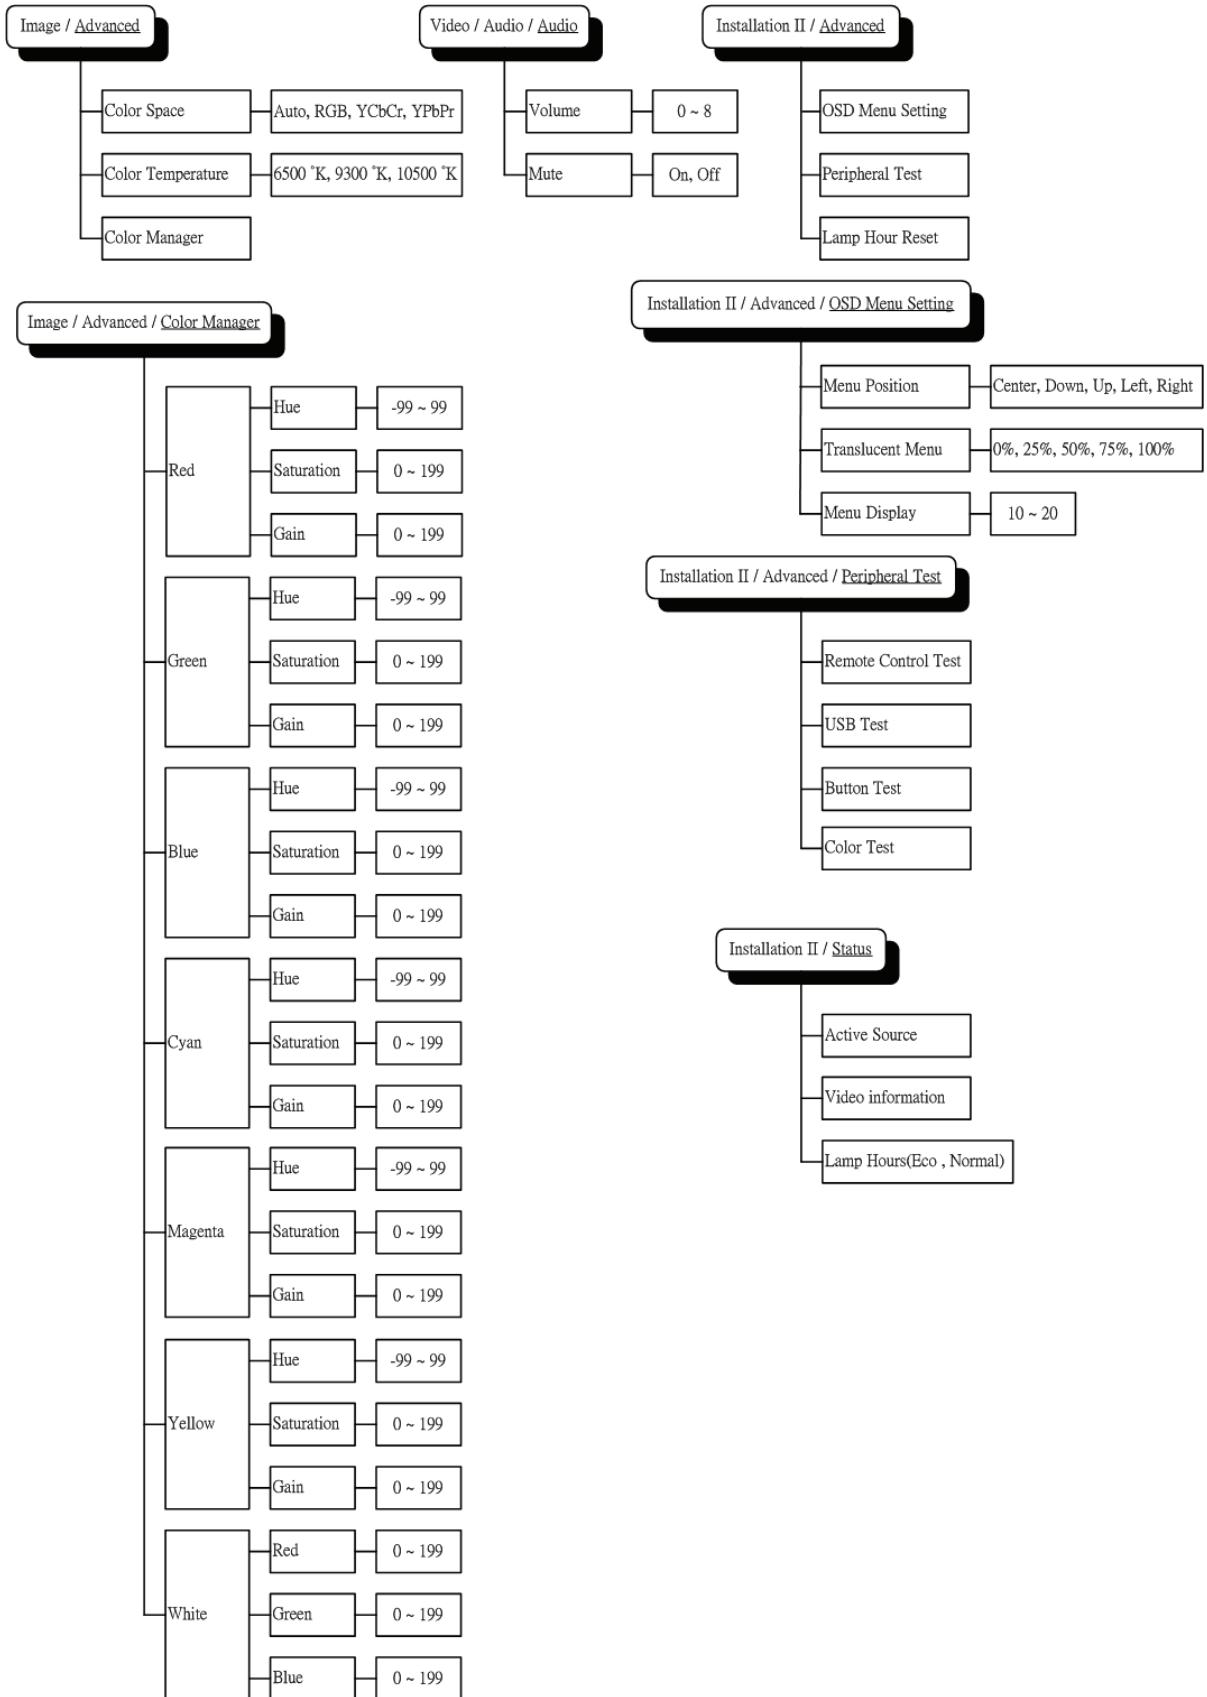 Image / Advanced
Color Space
Auto, RGB, YCbCr, YPbPr
Color Temperature
6500 °K, 9300 °K, 10500 °K
Color Manager
Video / Audio / Audio
Volume
0 ~ 8
Mute
On, Off
Installation II / Advanced
OSD Menu Setting
Peripheral Test
Lamp Hour Reset
Image / Advanced / Color Manager
Red
Hue
-99 ~ 99
Saturation
0 ~ 199
Gain
0 ~ 199
Green
Hue
-99 ~ 99
Saturation
0 ~ 199
Gain
0 ~ 199
Blue
Hue
-99 ~ 99
Saturation
0 ~ 199
Gain
0 ~ 199
Cyan
Hue
-99 ~ 99
Saturation
0 ~ 199
Gain
0 ~ 199
Magenta
Hue
-99 ~ 99
Saturation
0 ~ 199
Gain
0 ~ 199
Yellow
Hue
-99 ~ 99
Saturation
0 ~ 199
Gain
0 ~ 199
White
Red
0 ~ 199
Green
0 ~ 199
Blue
0 ~ 199
Installation II / Advanced / OSD Menu Setting
Menu Position
Center, Down, Up, Left, Right
Translucent Menu
0%, 25%, 50%, 75%, 100%
Menu Display
10 ~ 20
Installation II / Advanced / Peripheral Test
Remote Control Test
USB Test
Button Test
Color Test
Installation II / Status
Active Source
Video information
Lamp Hours(Eco , Normal)